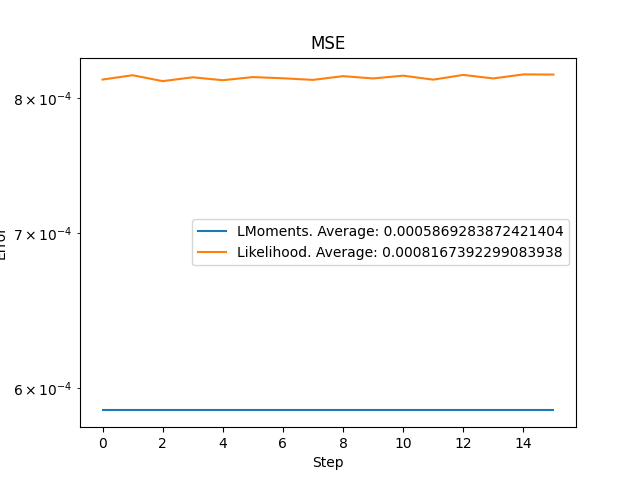 MSE
8 × 10⁻⁴
7 × 10⁻⁴
6 × 10⁻⁴
Error
LMoments. Average: 0.0005869283872421404
Likelihood. Average: 0.0008167392299083938
0 2 4 6 8 10 12 14
Step